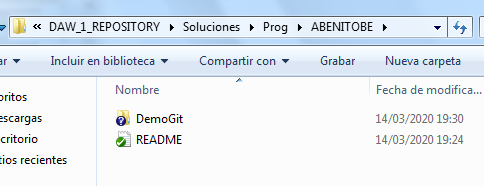 « DAW_1_REPOSITORY ▸ Soluciones ▸ Prog ▸ ABENITOBE ▸
ar Incluir en biblioteca Compartir con Grabar Nueva carpeta
Nombre Fecha de modifica...
oritos
DemoGit 14/03/2020 19:30
escargas
README 14/03/2020 19:24
critorio
tios recientes